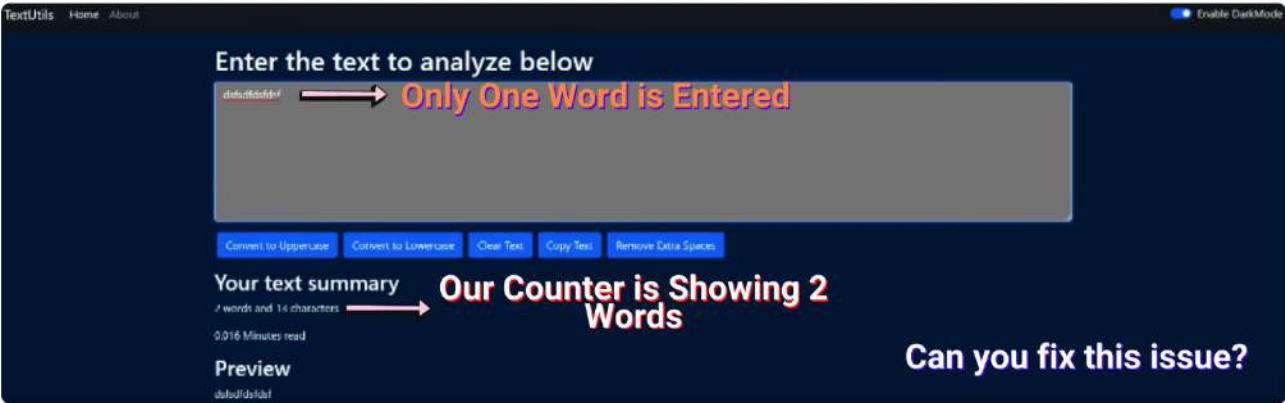 TextUtils Home About Enable DarkMode
Enter the text to analyze below
Only One Word is Entered
Convert to Uppercase Convert to Lowercase Clear Text Copy Text Remove Extra Spaces
Your text summary
Our Counter is Showing 2
Words
2 words and characters
0.016 Minutes read
Can you fix this issue?
Preview